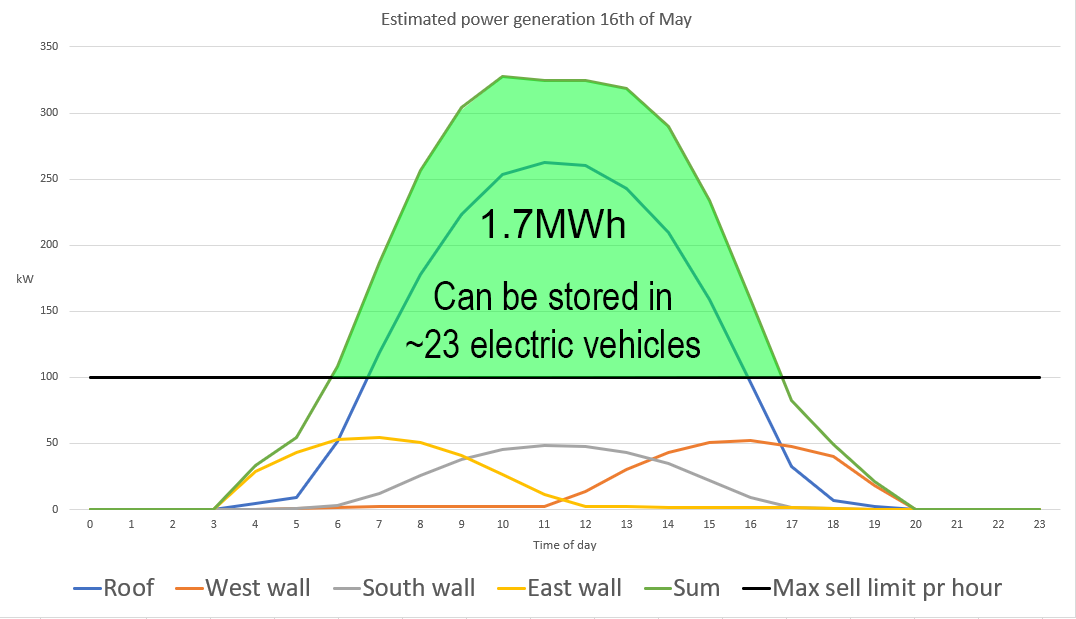 Estimated power generation 16th of May
350
300
250
200
kW
150
100
50
0
1.7MWh
Can be stored in
~23 electric vehicles
0 1 2 3 4 5 6 7 8 9 10 11 12 13 14 15 16 17 18 19 20 21 22 23
Time of day
Roof West wall South wall East wall Sum Max sell limit pr hour